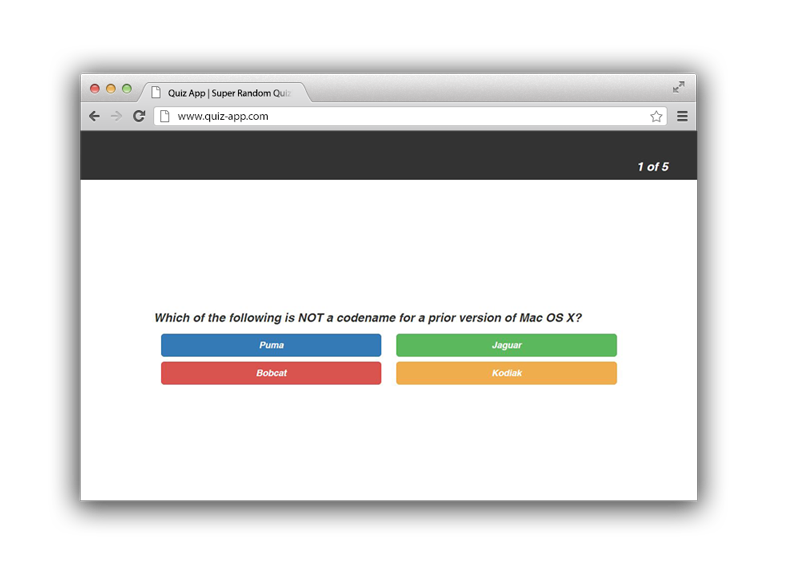 Quiz App | Super Random Quiz
www.quiz-app.com
1 of 5
Which of the following is NOT a codename for a prior version of Mac OS X?
Puma
Jaguar
Bobcat
Kodiak